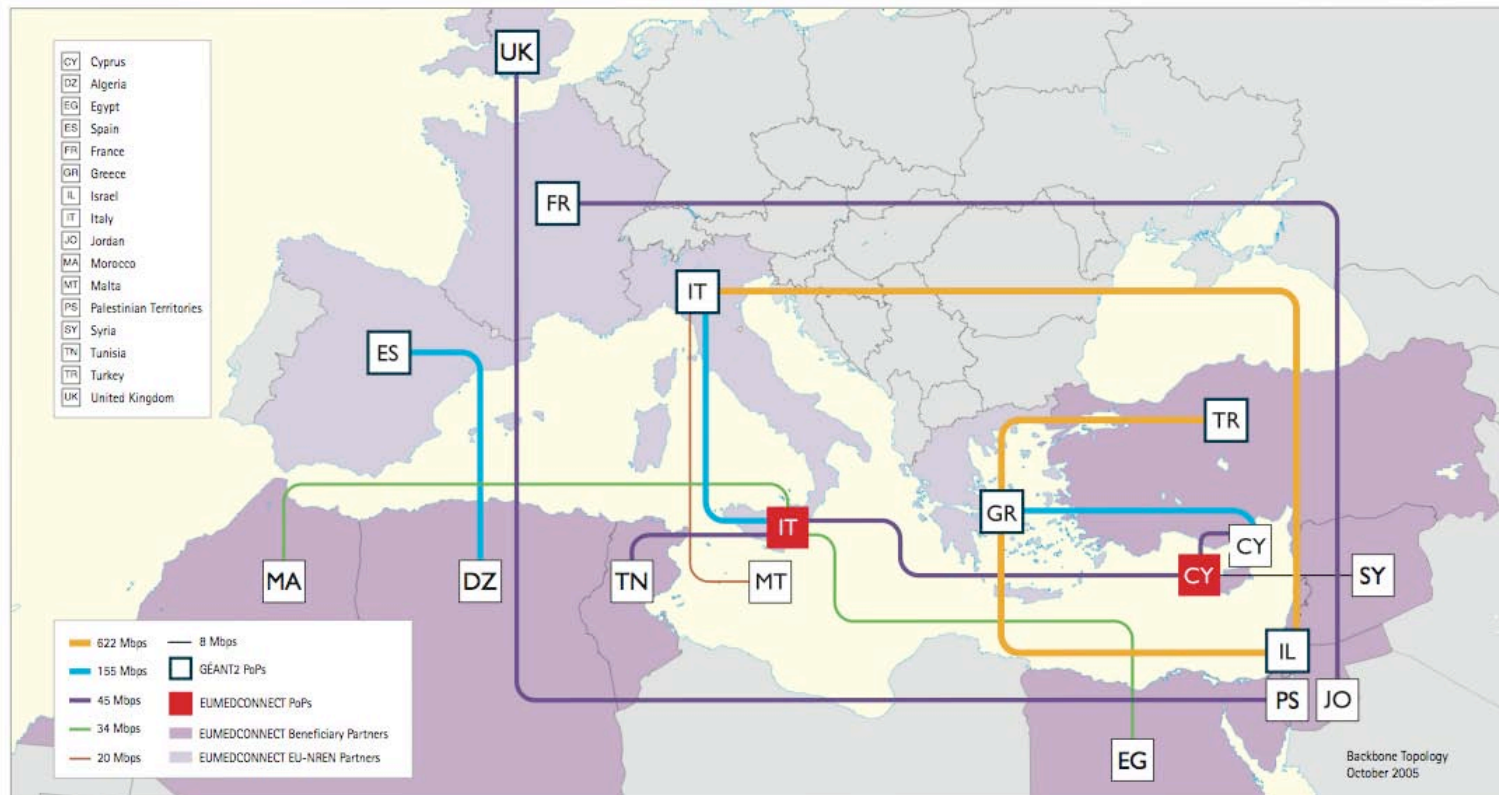 CY Cyprus
DZ Algeria
EG Egypt
ES Spain
FR France
GR Greece
IL Israel
IT Italy
JO Jordan
MA Morocco
MT Malta
PS Palestinian Territories
SY Syria
TN Tunisia
TR Turkey
UK United Kingdom
UK
FR
IT
ES
TR
GR
IT
CY
MA
DZ
TN
MT
CY
SY
IL
PS
JO
EG
622 Mbps
155 Mbps
45 Mbps
34 Mbps
20 Mbps
8 Mbps
GÉANT2 PoPs
EUMEDCONNECT PoPs
EUMEDCONNECT Beneficiary Partners
EUMEDCONNECT EU-NREN Partners
Backbone Topology
October 2005